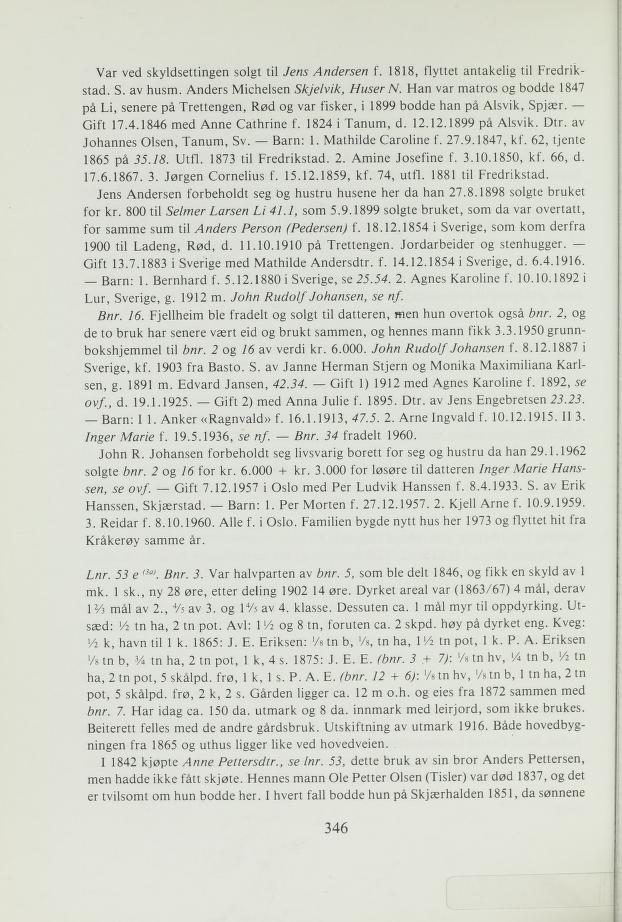 Var ved skyldsettingen solgt til Jens Andersen f. 1818, flyttet antakelig til Fredrik-
stad. S. av husm. Anders Michelsen Skjelvik, Huser N. Han var matros og bodde 1847
på Li, senere på Trettengen, Rød og var fisker, i 1899 bodde han på Alsvik, Spjær. —
Gift 17.4.1846 med Anne Cathrine f. 1824 i Tanum, d. 12.12.1899 på Alsvik. Dtr. av
Johannes Olsen, Tanum, Sv. — Barn: 1. Mathilde Caroline f. 27.9.1847, kf. 62, tjente
1865 på 35.18. Utfl. 1873 til Fredrikstad. 2. Amine Josefine f. 3.10.1850, kf. 66, d.
17.6.1867. 3. Jørgen Cornelius f. 15.12.1859, kf. 74, utfl. 1881 til Fredrikstad.
Jens Andersen forbeholdt seg og hustru husene her da han 27.8.1898 solgte bruket
for kr. 800 til Selmer Larsen Li 41.1, som 5.9.1899 solgte bruket, som da var overtatt,
for samme sum til Anders Person (Pedersen) f. 18.12.1854 i Sverige, som kom derfra
1900 til Ladeng, Rød, d. 11.10.1910 på Trettengen. Jordarbeider og stenhugger. —
Gift 13.7.1883 i Sverige med Mathilde Andersdtr. f. 14.12.1854 i Sverige, d. 6.4.1916.
— Barn: 1. Bernhard f. 5.12.1880 i Sverige, se 25.54. 2. Agnes Karoline f. 10.10.1892 i
Lur, Sverige, g. 1912 m. John Rudolf Johansen, se nf.
Bnr. 16. Fjellheim ble fradelt og solgt til datteren, men hun overtok også bnr. 2, og
de to bruk har senere vært eid og brukt sammen, og hennes mann fikk 3.3.1950 grunn-
bokshjemmel til bnr. 2 og 16 av verdi kr. 6.000. John Rudolf Johansen f. 8.12.1887 i
Sverige, kf. 1903 fra Basto. S. av Janne Herman Stjern og Monika Maximiliana Karl-
sen, g. 1891 m. Edvard Jansen, 42.34. — Gift 1) 1912 med Agnes Karoline f. 1892, se
ovf., d. 19.1.1925. — Gift 2) med Anna Julie f. 1895. Dtr. av Jens Engebretsen 23.23.
— Barn: I 1. Anker «Ragnvald» f. 16.1.1913, 47.5. 2. Arne Ingvald f. 10.12.1915. II 3.
Inger Marie f. 19.5.1936, se nf. — Bnr. 34 fradelt 1960.
John R. Johansen forbeholdt seg livsvarig borett for seg og hustru da han 29.1.1962
solgte bnr. 2 og 16 for kr. 6.000 + kr. 3.000 for løsøre til datteren Inger Marie Hans-
sen, se ovf. — Gift 7.12.1957 i Oslo med Per Ludvik Hanssen f. 8.4.1933. S. av Erik
Hanssen, Skjærstad. — Barn: 1. Per Morten f. 27.12.1957. 2. Kjell Arne f. 10.9.1959.
3. Reidar f. 8.10.1960. Alle f. i Oslo. Familien bygde nytt hus her 1973 og flyttet hit fra
Kråkerøy samme år.
Lnr. 53 e (3a). Bnr. 3. Var halvparten av bnr. 5, som ble delt 1846, og fikk en skyld av 1
mk. 1 sk., ny 28 øre, etter deling 1902 14 øre. Dyrket areal var (1863/67) 4 mål, derav
1⅔ mål av 2., ⅘ av 3. og 1⅘ av 4. klasse. Dessuten ca. 1 mål myr til oppdyrking. Ut-
sæd: ½ tn ha, 2 tn pot. Avl: 1½ og 8 tn, foruten ca. 2 skpd. høy på dyrket eng. Kveg:
½ k, havn til 1 k. 1865: J. E. Eriksen: ⅛ tn b, ⅛, tn ha, 1½ tn pot, 1 k. P. A. Eriksen
⅛ tn b, ¾ tn ha, 2 tn pot, 1 k, 4 s. 1875: J. E. E. (bnr. 3 + 7): ⅛ tn hv, ¼ tn b, ½ tn
ha, 2 tn pot, 5 skålpd. frø, 1 k, 1 s. P. A. E. (bnr. 12 + 6): ⅛ tn hv, ⅛ tn b, 1 tn ha, 2 tn
pot, 5 skålpd. frø, 2 k, 2 s. Gården ligger ca. 12 m o.h. og eies fra 1872 sammen med
bnr. 7. Har idag ca. 150 da. utmark og 8 da. innmark med leirjord, som ikke brukes.
Beiterett felles med de andre gårdsbruk. Utskiftning av utmark 1916. Både hovedbyg-
ningen fra 1865 og uthus ligger like ved hovedveien.
I 1842 kjøpte Anne Pettersdtr., se lnr. 53, dette bruk av sin bror Anders Pettersen,
men hadde ikke fått skjøte. Hennes mann Ole Petter Olsen (Tisler) var død 1837, og det
er tvilsomt om hun bodde her. I hvert fall bodde hun på Skjærhalden 1851, da sønnene
346